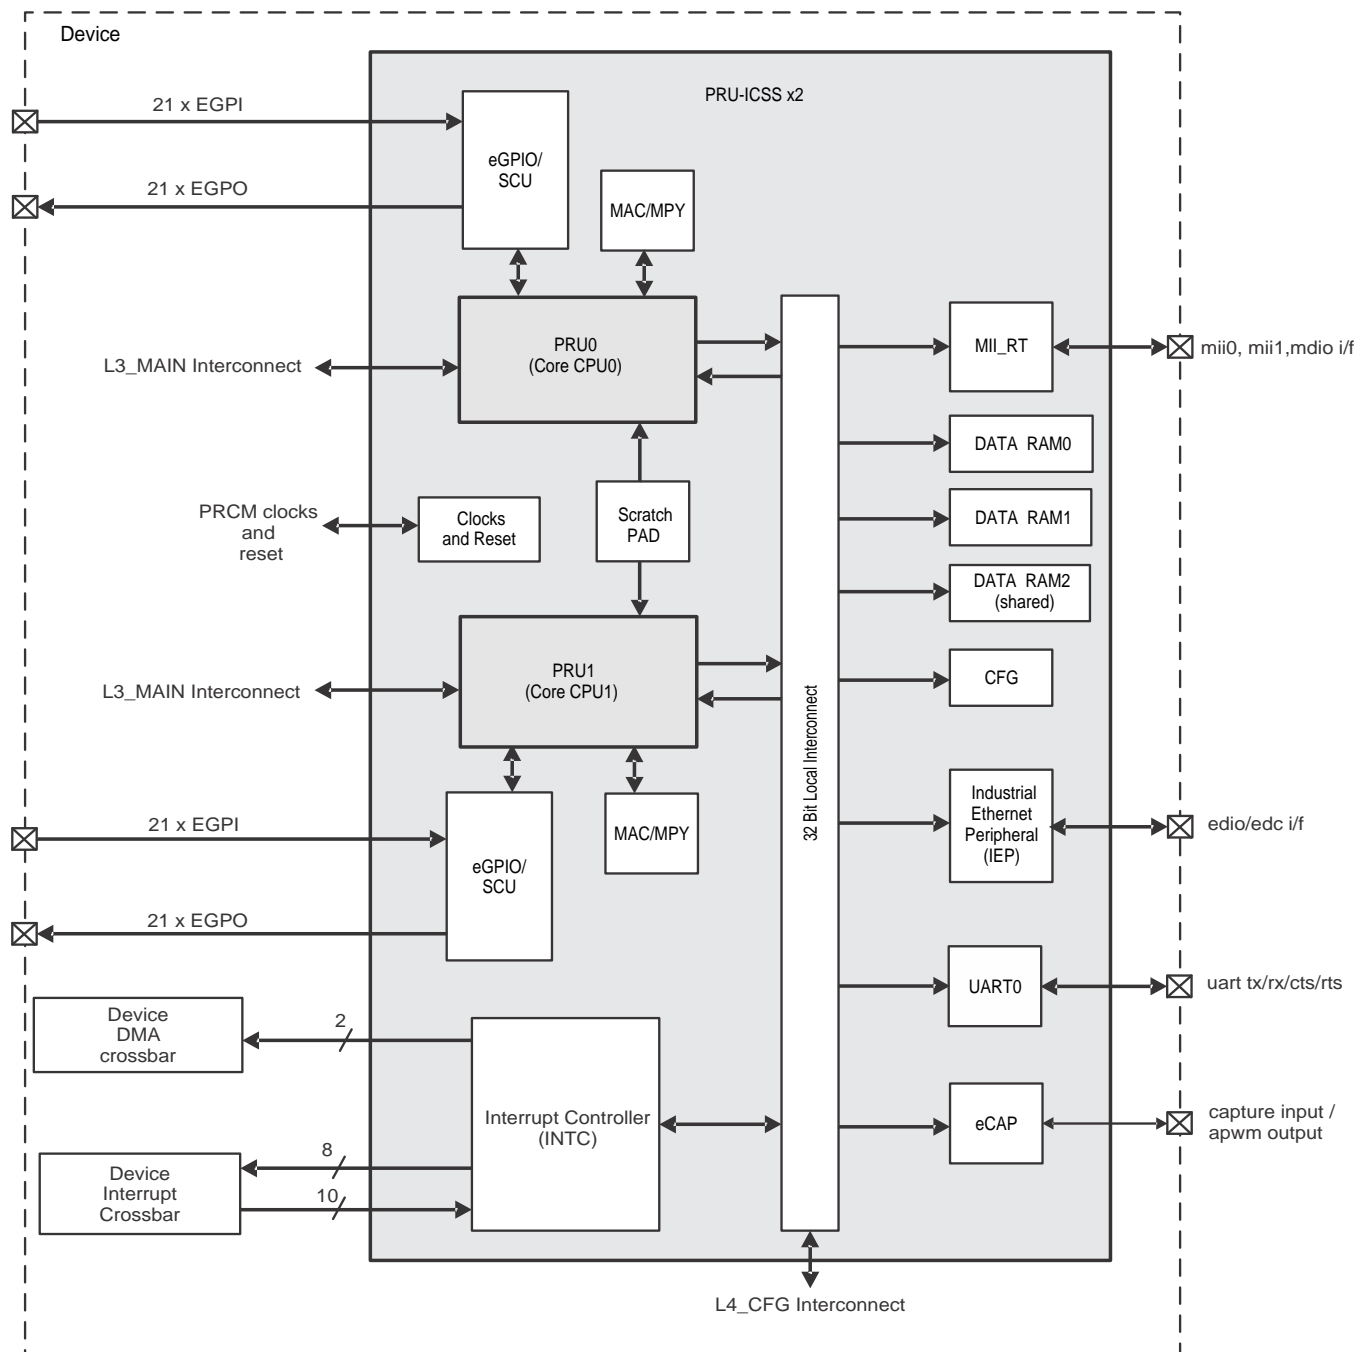 Device
PRU-ICSS x2
21 x EGPI
eGPIO/
SCU
21 x EGPO
MAC/MPY
PRU0
(Core CPU0)
L3_MAIN Interconnect
MII_RT
mii0, mii1,mdio i/f
DATA RAM0
PRCM clocks
and
reset
Clocks
and Reset
Scratch
PAD
DATA RAM1
DATA RAM2
(shared)
PRU1
(Core CPU1)
L3_MAIN Interconnect
CFG
32 Bit Local Interconnect
21 x EGPI
eGPIO/
SCU
21 x EGPO
MAC/MPY
Industrial
Ethernet
Peripheral
(IEP)
edio/edc i/f
UART0
uart tx/rx/cts/rts
Device
DMA
crossbar
2
Interrupt Controller
(INTC)
eCAP
capture input /
apwm output
Device
Interrupt
Crossbar
8
10
L4_CFG Interconnect